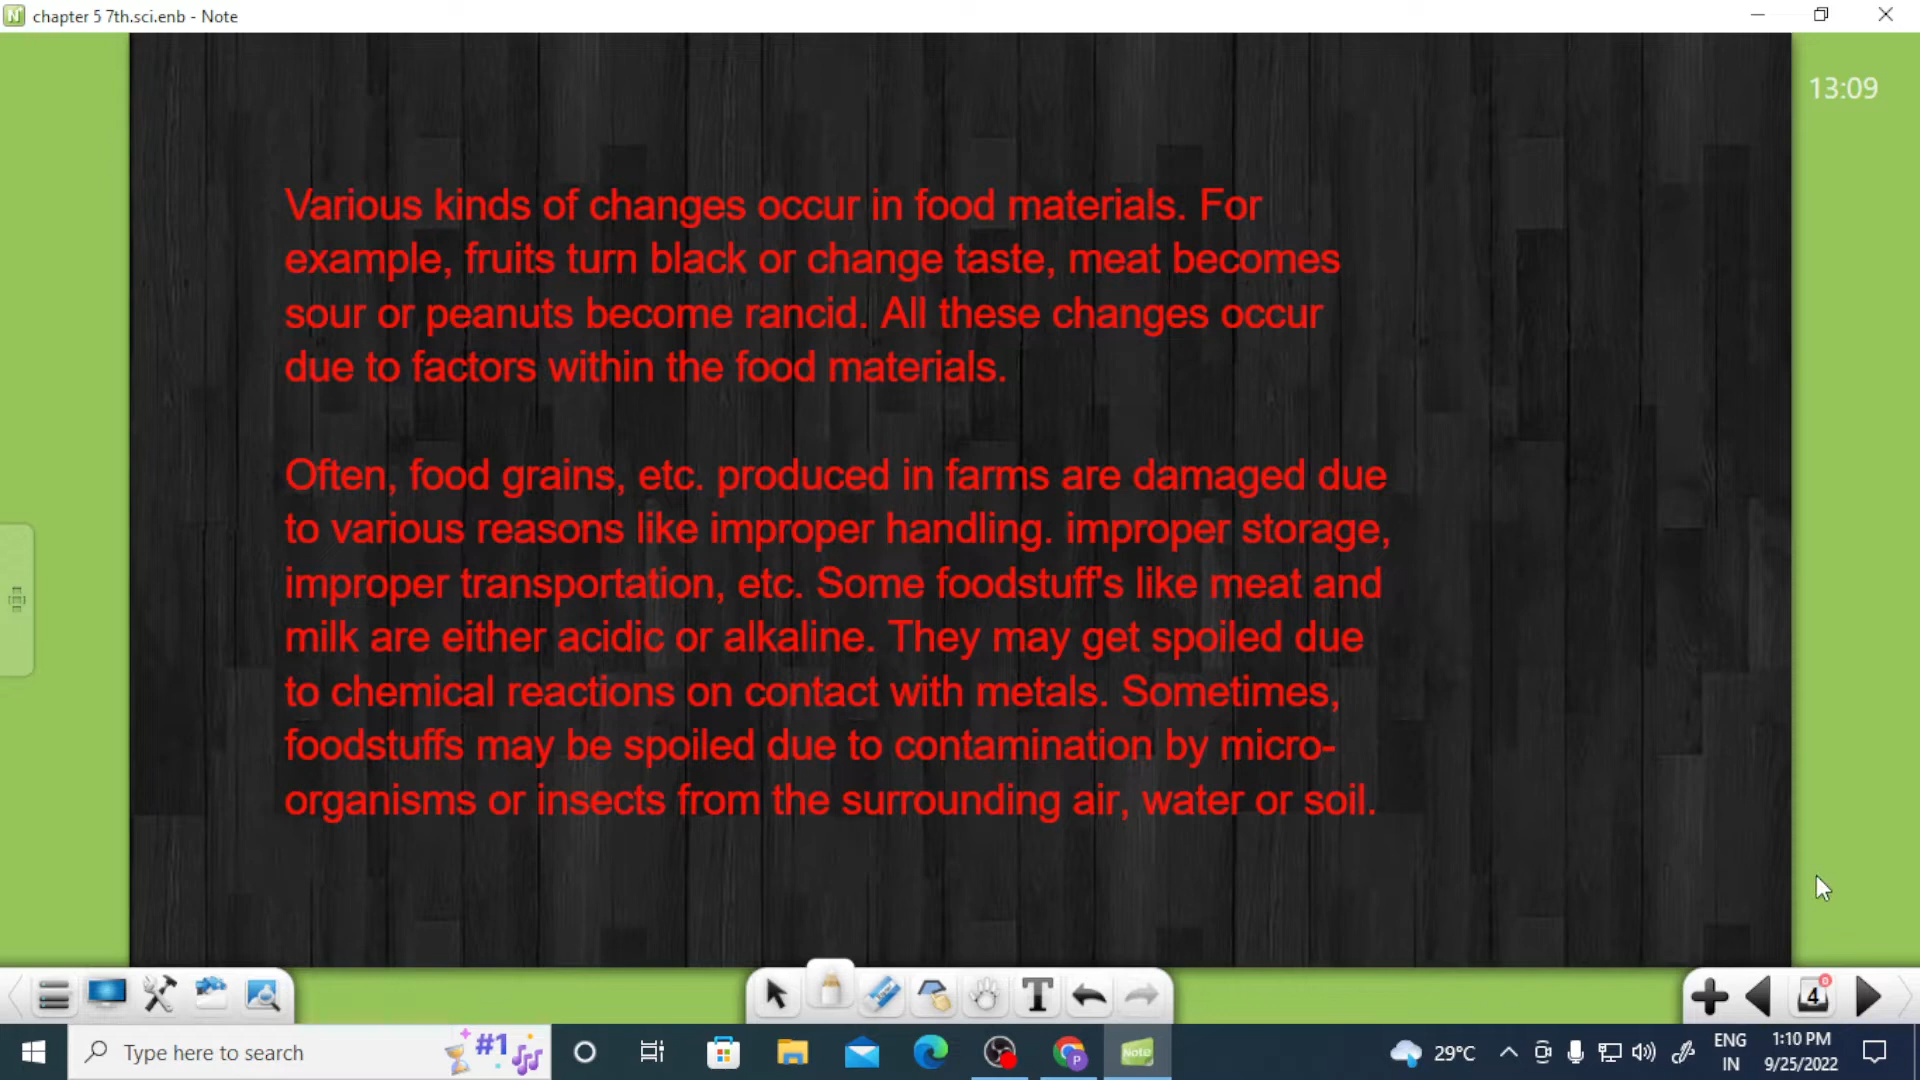 chapter 5 7th.sci.enb - Note
13:09
Various kinds of changes occur in food materials. For
example, fruits turn black or change taste, meat becomes
sour or peanuts become rancid. All these changes occur
due to factors within the food materials.
Often, food grains, etc. produced in farms are damaged due
to various reasons like improper handling. improper storage,
improper transportation, etc. Some foodstuff's like meat and
milk are either acidic or alkaline. They may get spoiled due
to chemical reactions on contact with metals. Sometimes,
foodstuffs may be spoiled due to contamination by micro-
organisms or insects from the surrounding air, water or soil.
T
4
0
Type here to search
#1
P
Note
29°C
ENG
IN
1:10 PM
9/25/2022